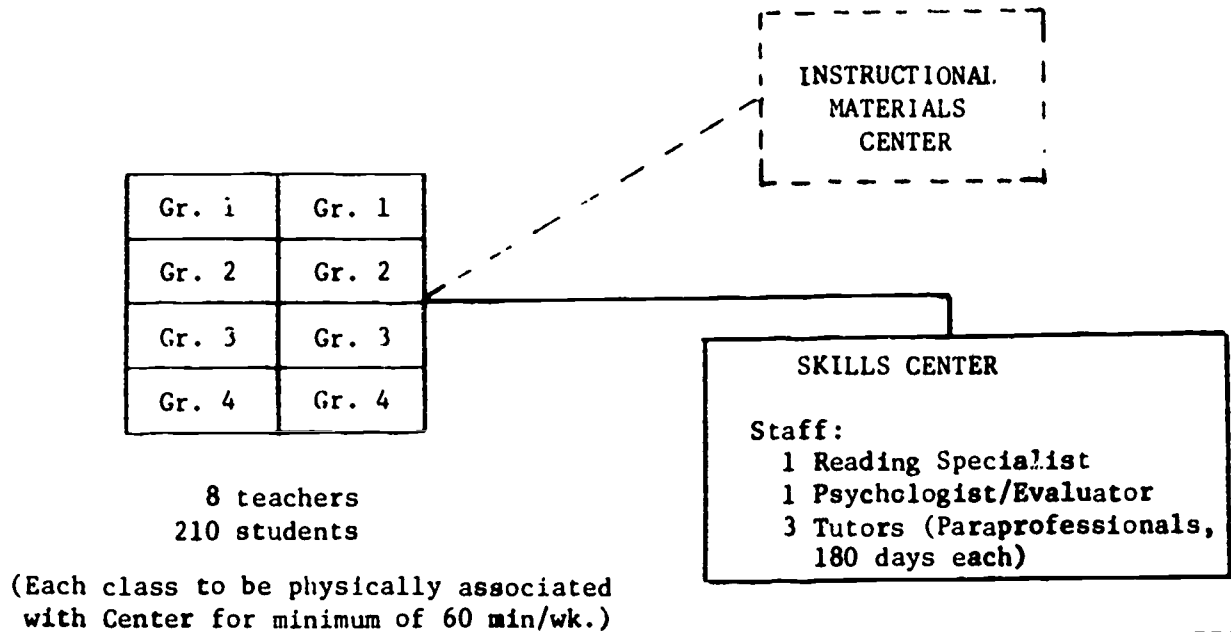 INSTRUCTIONAL
MATERIALS
CENTER
Gr. 1 Gr. 1
Gr. 2 Gr. 2
Gr. 3 Gr. 3
Gr. 4 Gr. 4
8 teachers
210 students
(Each class to be physically associated
with Center for minimum of 60 min/wk.)
SKILLS CENTER
Staff:
1 Reading Specialist
1 Psychologist/Evaluator
3 Tutors (Paraprofessionals,
180 days each)